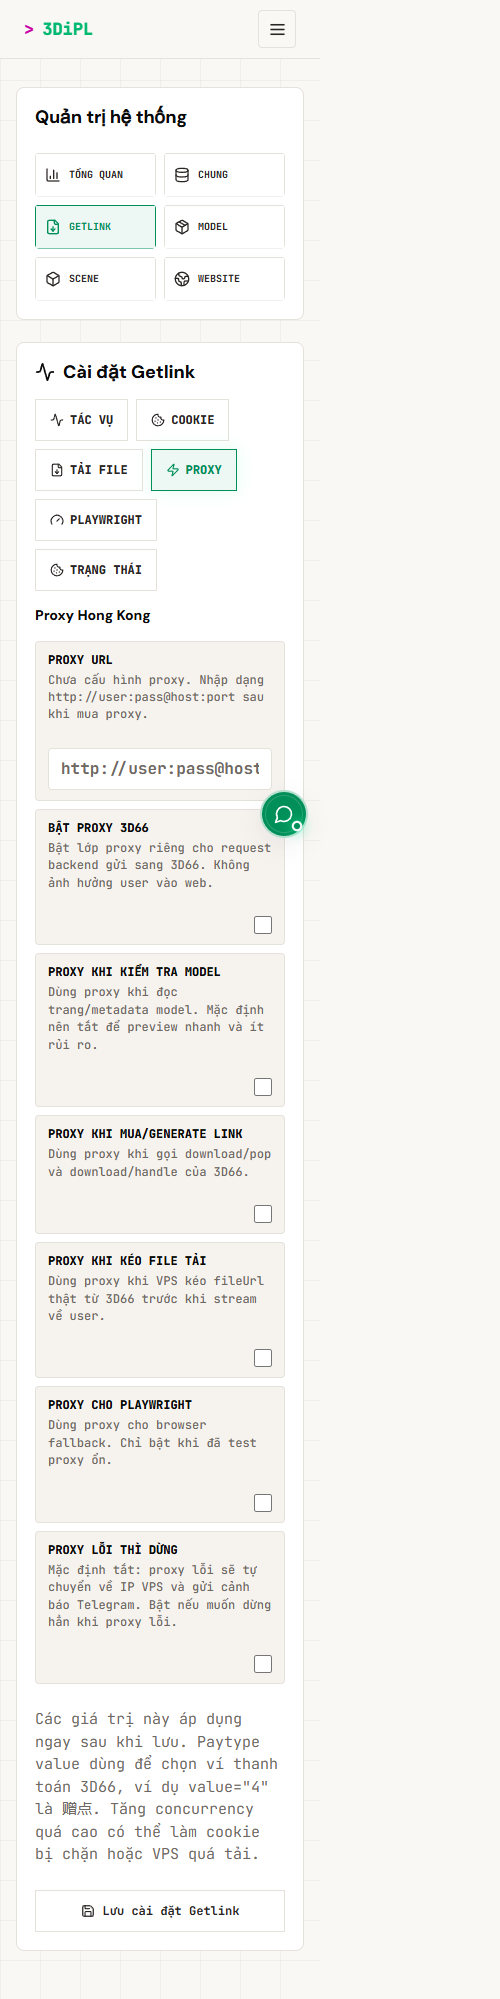 > 3DiPL
Quản trị hệ thống
TỔNG QUAN
CHUNG
GETLINK
MODEL
SCENE
WEBSITE
Cài đặt Getlink
TÁC VỤ
COOKIE
TẢI FILE
PROXY
PLAYWRIGHT
TRẠNG THÁI
Proxy Hong Kong
PROXY URL
Chưa cấu hình proxy. Nhập dạng
http://user:pass@host:port sau
khi mua proxy.
http://user:pass@host
BẬT PROXY 3D66
Bật lớp proxy riêng cho request
backend gửi sang 3D66. Không
ảnh hưởng user vào web.
PROXY KHI KIỂM TRA MODEL
Dùng proxy khi đọc
trang/metadata model. Mặc định
nên tắt để preview nhanh và ít
rủi ro.
PROXY KHI MUA/GENERATE LINK
Dùng proxy khi gọi download/pop
và download/handle của 3D66.
PROXY KHI KÉO FILE TẢI
Dùng proxy khi VPS kéo fileUrl
thật từ 3D66 trước khi stream
về user.
PROXY CHO PLAYWRIGHT
Dùng proxy cho browser
fallback. Chỉ bật khi đã test
proxy ổn.
PROXY LỖI THÌ DỪNG
Mặc định tắt: proxy lỗi sẽ tự
chuyển về IP VPS và gửi cảnh
báo Telegram. Bật nếu muốn dừng
hẳn khi proxy lỗi.
Các giá trị này áp dụng
ngay sau khi lưu. Paytype
value dùng để chọn ví thanh
toán 3D66, ví dụ value="4"
là 赠点. Tăng concurrency
quá cao có thể làm cookie
bị chặn hoặc VPS quá tải.
Lưu cài đặt Getlink